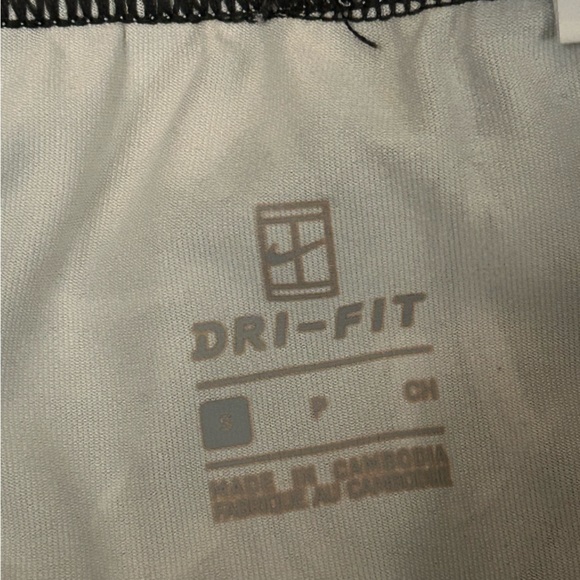 DRI-FIT
S P CH
MADE IN CAMBODIA
FABRIQUÉ AU CAMBODGE